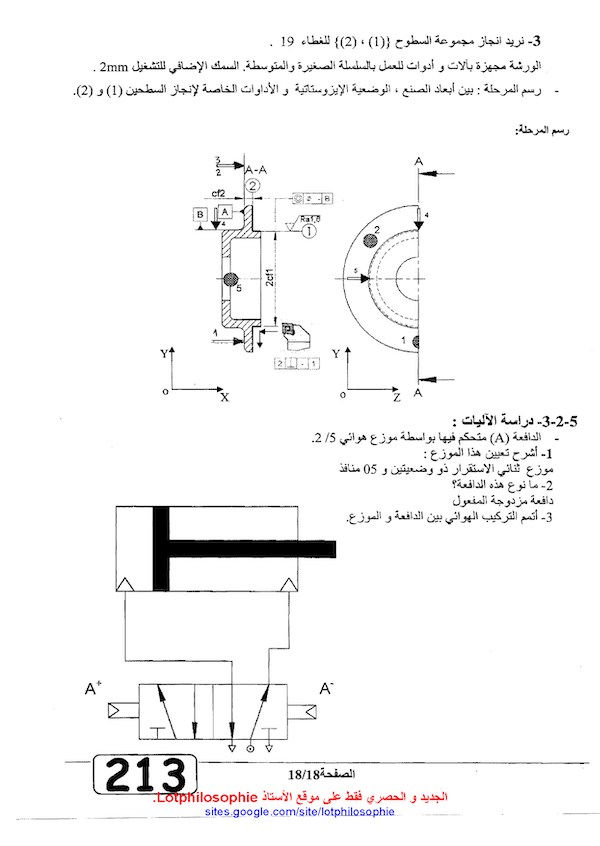 3- نريد انجاز مجموعة السطوح {(1) ، (2)} للغطاء 19 .
الورشة مجهزة بآلات و أدوات للعمل بالسلسلة الصغيرة والمتوسطة. السمك الإضافي للتشغيل 2mm .
- رسم المرحلة : بين أبعاد الصنع ، الوضعية الإيزوستاتية و الأداوات الخاصة لإنجاز السطحين (1) و (2).
رسم المرحلة:
3
2
A-A
cf2
2
B
A
4
B
Ra1,6
1
5
2cf1
1
2 ⊥ - 1
Y
o
X
A
4
2
5
1
Y
o
Z
A
5-2-3- دراسة الآليات :
- الدافعة (A) متحكم فيها بواسطة موزع هوائي 5/ 2.
1- أشرح تعيين هذا الموزع :
موزع ثنائي الاستقرار ذو وضعيتين و 05 منافذ
2- ما نوع هذه الدافعة؟
دافعة مزدوجة المفعول
3- أتمم التركيب الهوائي بين الدافعة و الموزع.
A+
A-
213
الصفحة18/18
الجديد و الحصري فقط على موقع الأستاذ Lotphilosophie.
sites.google.com/site/lotphilosophie